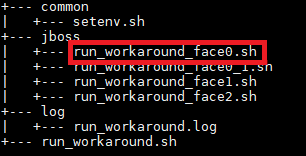 +--- common
|   +--- setenv.sh
+--- jboss
|   +--- run_workaround_face0.sh
|   +--- run_workaround_face0_1.sh
|   +--- run_workaround_face1.sh
|   +--- run_workaround_face2.sh
+--- log
|   +--- run_workaround.log
+--- run_workaround.sh